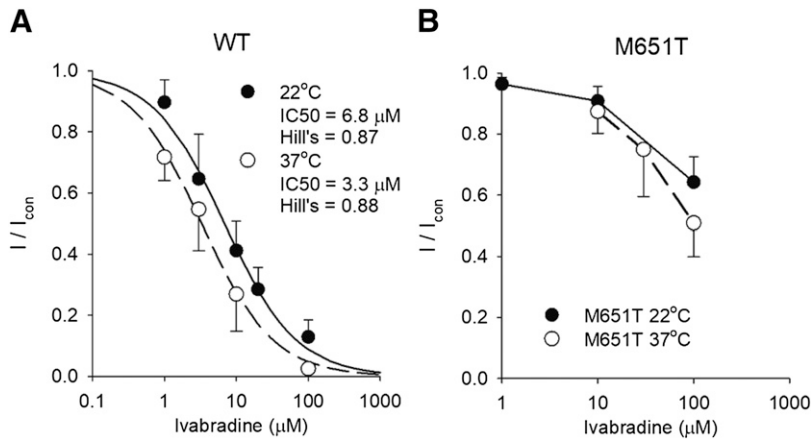 A
WT
1.0
0.8
0.6
0.4
0.2
0.0
I / Icon
22°C
IC50 = 6.8 μM
Hill's = 0.87
37°C
IC50 = 3.3 μM
Hill's = 0.88
0.1 1 10 100 1000
Ivabradine (μM)
B
M651T
1.0
0.8
0.6
0.4
0.2
0.0
I / Icon
M651T 22°C
M651T 37°C
1 10 100 1000
Ivabradine (μM)